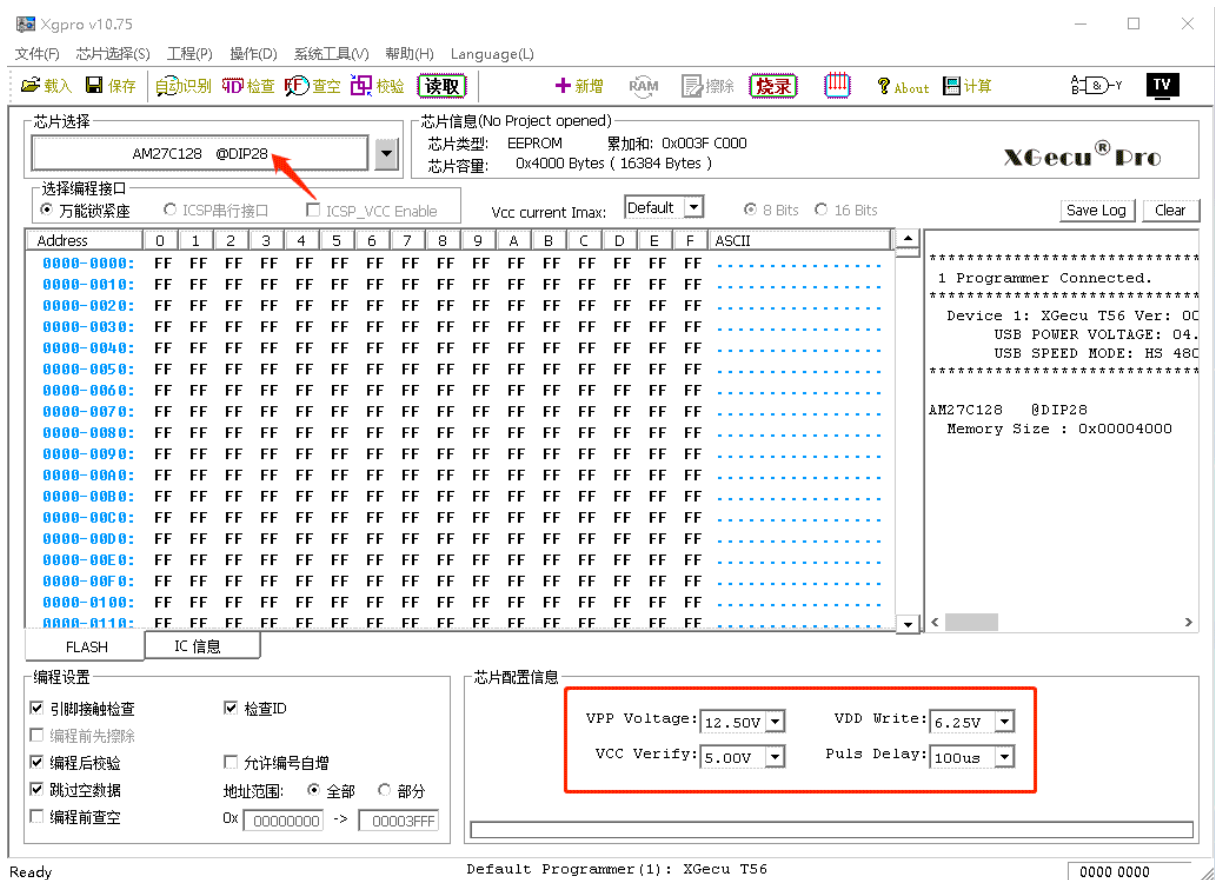 Xgpro v10.75
文件(F) 芯片选择(S) 工程(P) 操作(D) 系统工具(V) 帮助(H) Language(L)
载入 保存 自动识别 ID 检查 FF 查空 校验 读取 新增 RAM 擦除 烧录 About 计算 & Y TV
芯片选择
AM27C128 @DIP28
芯片信息(No Project opened)
芯片类型: EEPROM 累加和: 0x003F C000
芯片容量: 0x4000 Bytes ( 16384 Bytes )
XGecu® Pro
选择编程接口
万能锁紧座 ICSP串行接口 ICSP_VCC Enable
Vcc current Imax: Default 8 Bits 16 Bits Save Log Clear
Address 0 1 2 3 4 5 6 7 8 9 A B C D E F ASCII
0000-0000: FF FF FF FF FF FF FF FF FF FF FF FF FF FF FF FF ................
0000-0010: FF FF FF FF FF FF FF FF FF FF FF FF FF FF FF FF ................
0000-0020: FF FF FF FF FF FF FF FF FF FF FF FF FF FF FF FF ................
0000-0030: FF FF FF FF FF FF FF FF FF FF FF FF FF FF FF FF ................
0000-0040: FF FF FF FF FF FF FF FF FF FF FF FF FF FF FF FF ................
0000-0050: FF FF FF FF FF FF FF FF FF FF FF FF FF FF FF FF ................
0000-0060: FF FF FF FF FF FF FF FF FF FF FF FF FF FF FF FF ................
0000-0070: FF FF FF FF FF FF FF FF FF FF FF FF FF FF FF FF ................
0000-0080: FF FF FF FF FF FF FF FF FF FF FF FF FF FF FF FF ................
0000-0090: FF FF FF FF FF FF FF FF FF FF FF FF FF FF FF FF ................
0000-00A0: FF FF FF FF FF FF FF FF FF FF FF FF FF FF FF FF ................
0000-00B0: FF FF FF FF FF FF FF FF FF FF FF FF FF FF FF FF ................
0000-00C0: FF FF FF FF FF FF FF FF FF FF FF FF FF FF FF FF ................
0000-00D0: FF FF FF FF FF FF FF FF FF FF FF FF FF FF FF FF ................
0000-00E0: FF FF FF FF FF FF FF FF FF FF FF FF FF FF FF FF ................
0000-00F0: FF FF FF FF FF FF FF FF FF FF FF FF FF FF FF FF ................
0000-0100: FF FF FF FF FF FF FF FF FF FF FF FF FF FF FF FF ................
0000-0110: FF FF FF FF FF FF FF FF FF FF FF FF FF FF FF FF ................
*****************************
1 Programmer Connected.
*****************************
Device 1: XGecu T56 Ver: 00
USB POWER VOLTAGE: 04.
USB SPEED MODE: HS 480
*****************************
AM27C128 @DIP28
Memory Size : 0x00004000
FLASH IC 信息
编程设置
引脚接触检查 检查ID
编程前先擦除
编程后校验 允许编号自增
跳过空数据 地址范围: 全部 部分
编程前查空 0x 00000000 -> 00003FFF
芯片配置信息
VPP Voltage: 12.50V VDD Write: 6.25V
VCC Verify: 5.00V Puls Delay: 100us
Ready Default Programmer(1): XGecu T56 0000 0000